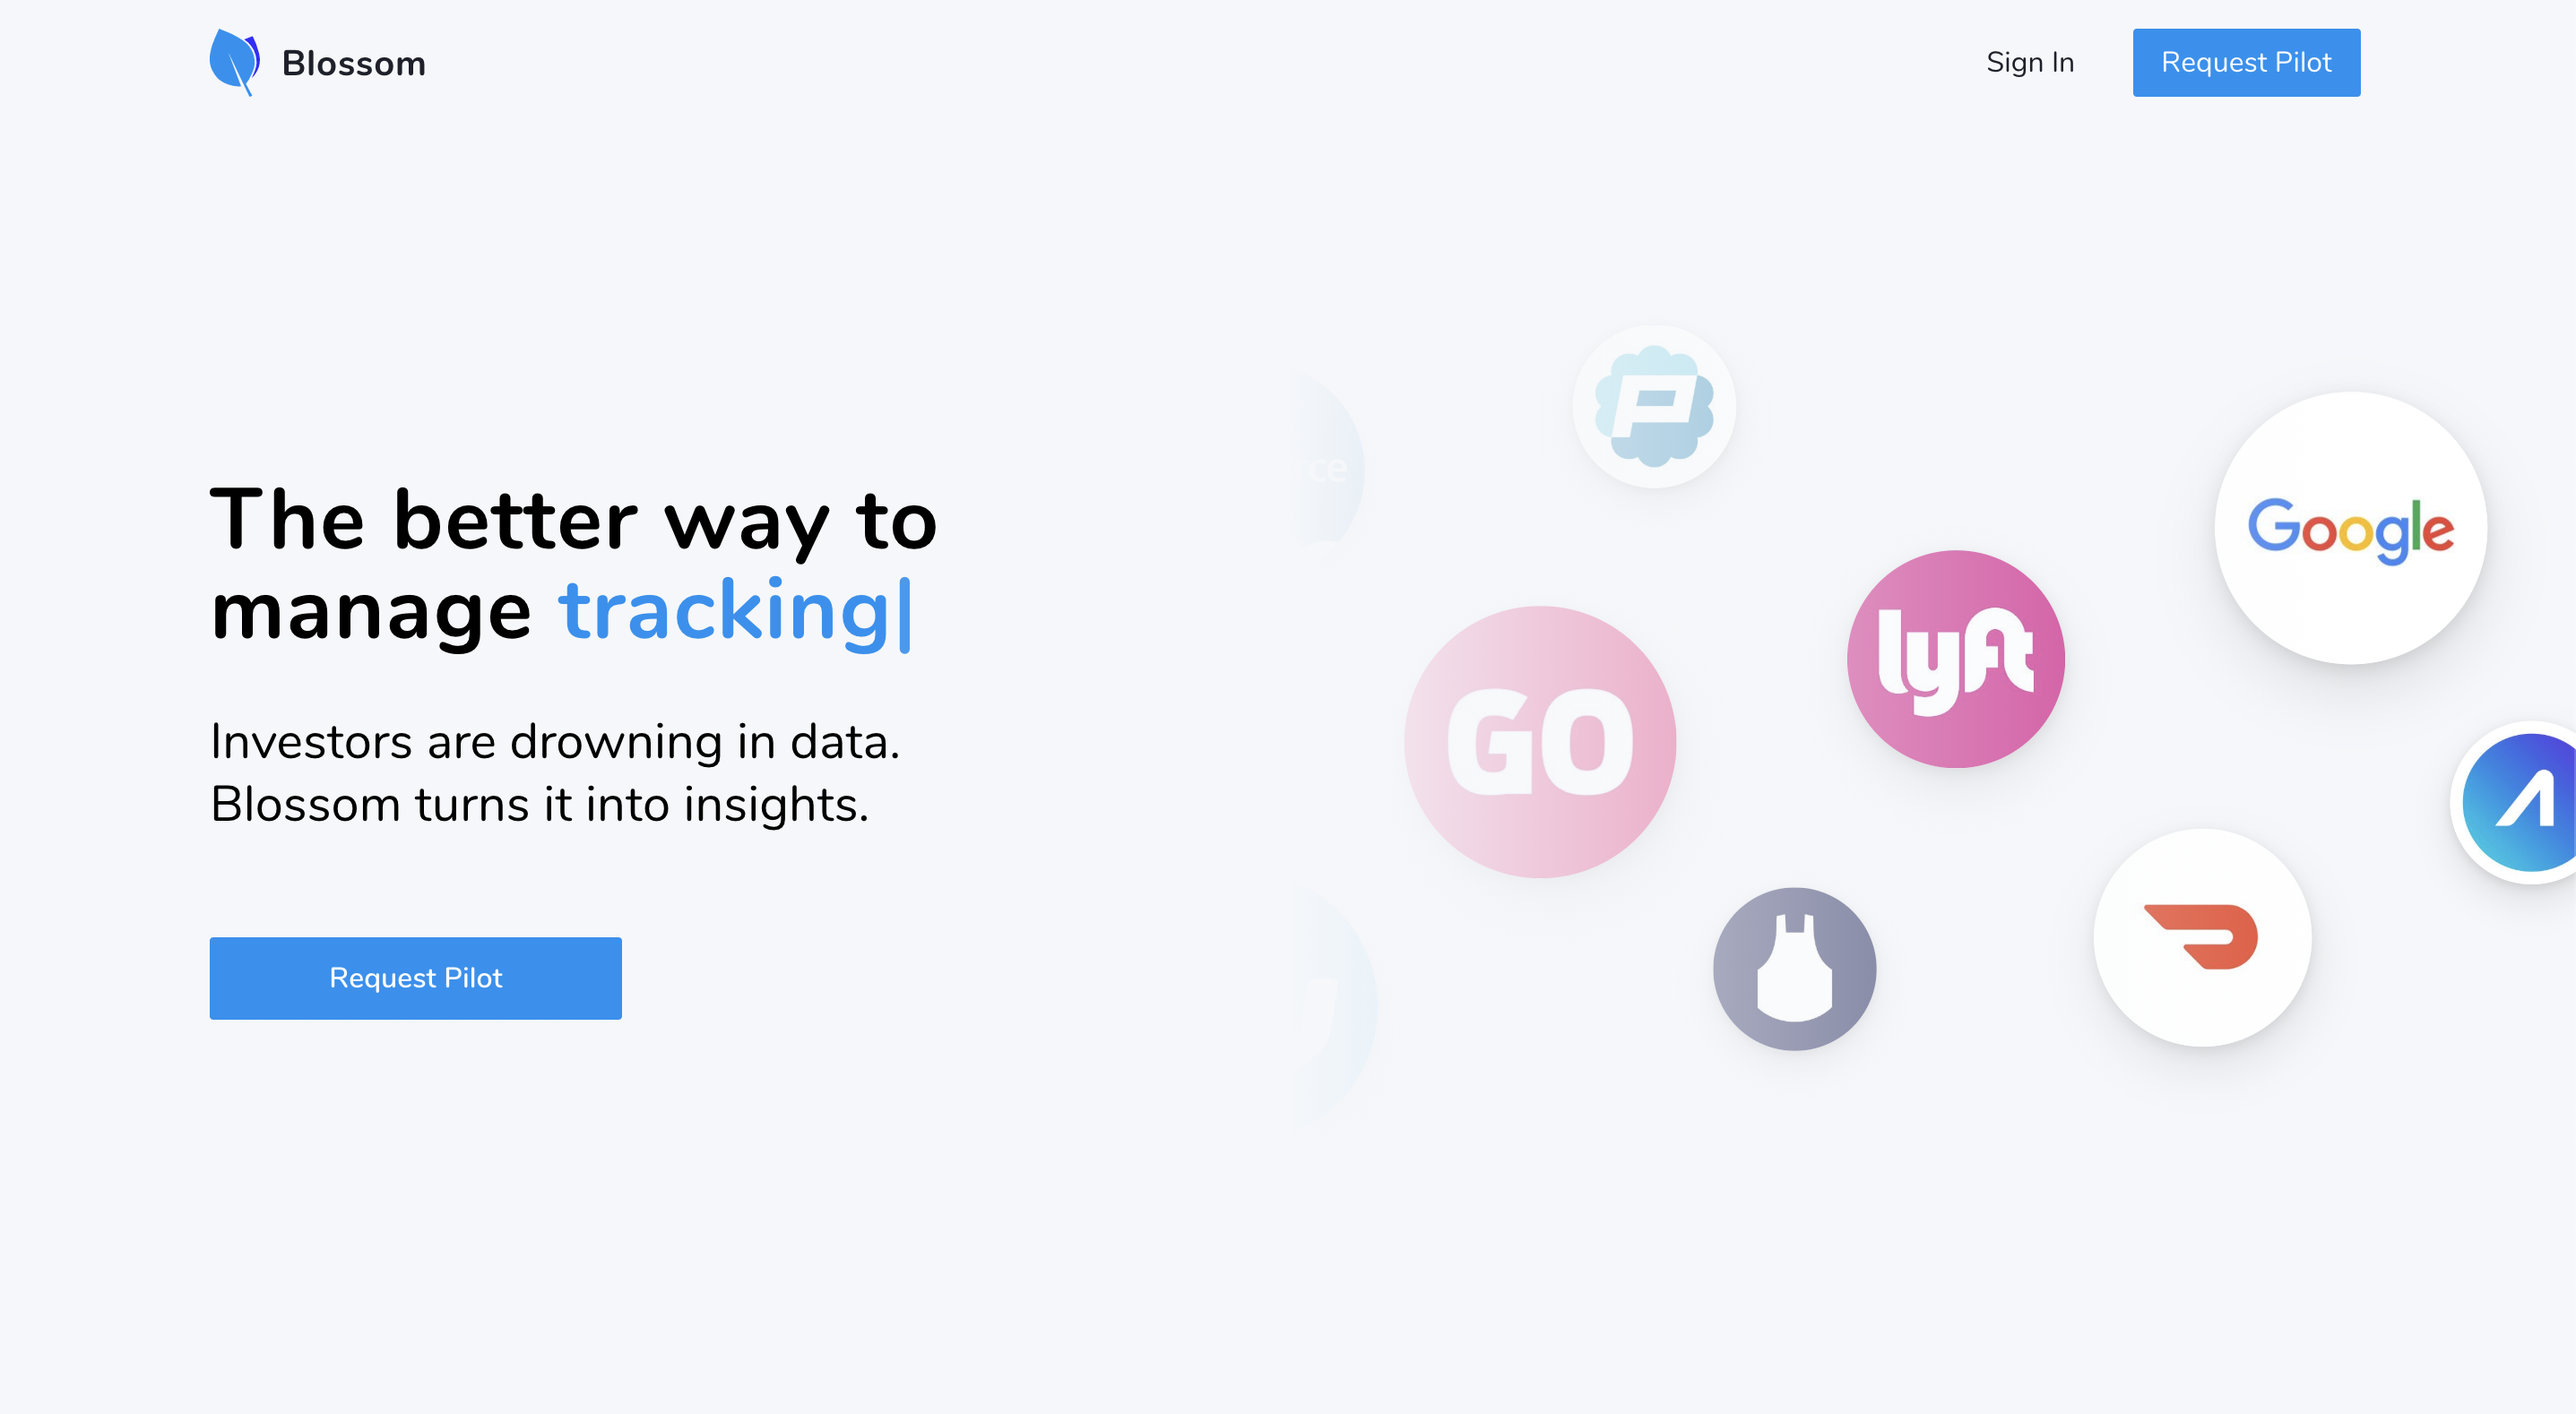 Blossom
Sign In
Request Pilot
The better way to
manage tracking
Investors are drowning in data.
Blossom turns it into insights.
Request Pilot
rce
P
Google
lyft
GO